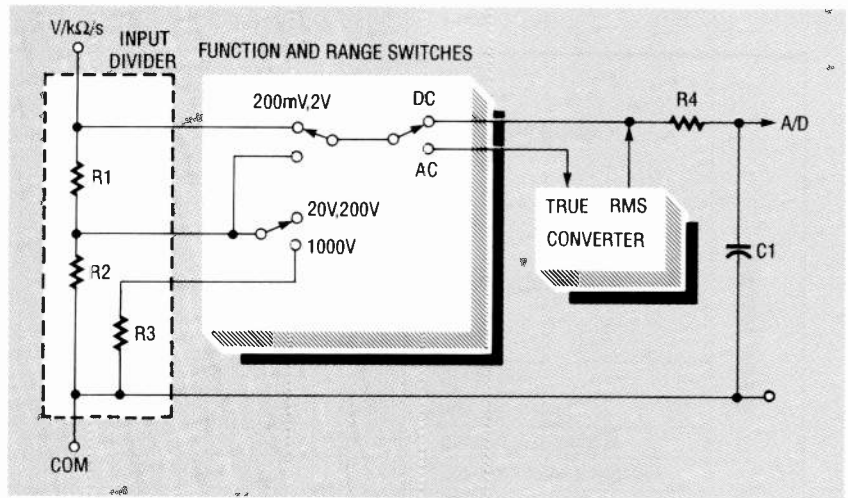 V/kΩ/s
INPUT
DIVIDER
FUNCTION AND RANGE SWITCHES
200mV,2V
DC
R4
A/D
AC
R1
20V,200V
1000V
TRUE RMS
CONVERTER
C1
R2
R3
COM